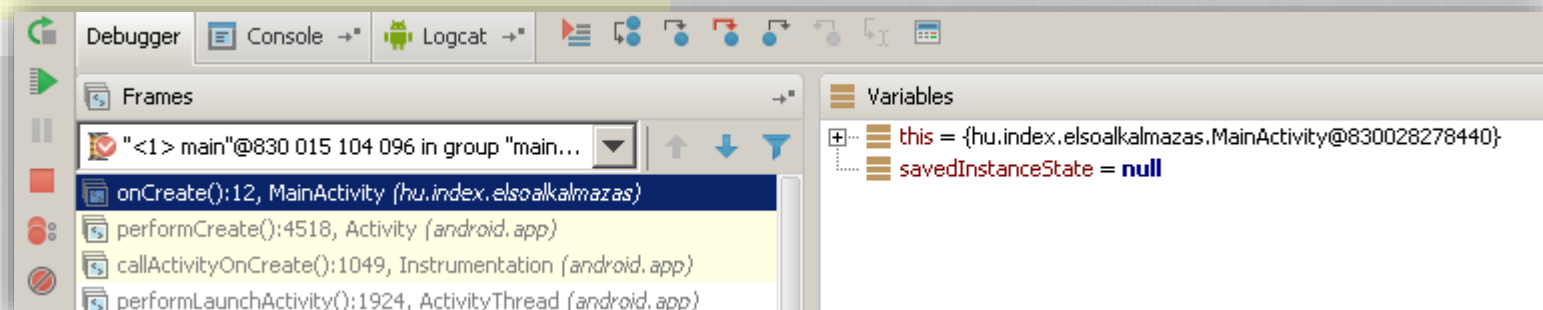 Debugger Console Logcat
Frames
"<1> main"@830 015 104 096 in group "main...
onCreate():12, MainActivity (hu.index.elsoalkalmazas)
performCreate():4518, Activity (android.app)
callActivityOnCreate():1049, Instrumentation (android.app)
performLaunchActivity():1924, ActivityThread (android.app)
Variables
this = {hu.index.elsoalkalmazas.MainActivity@830028278440}
savedInstanceState = null